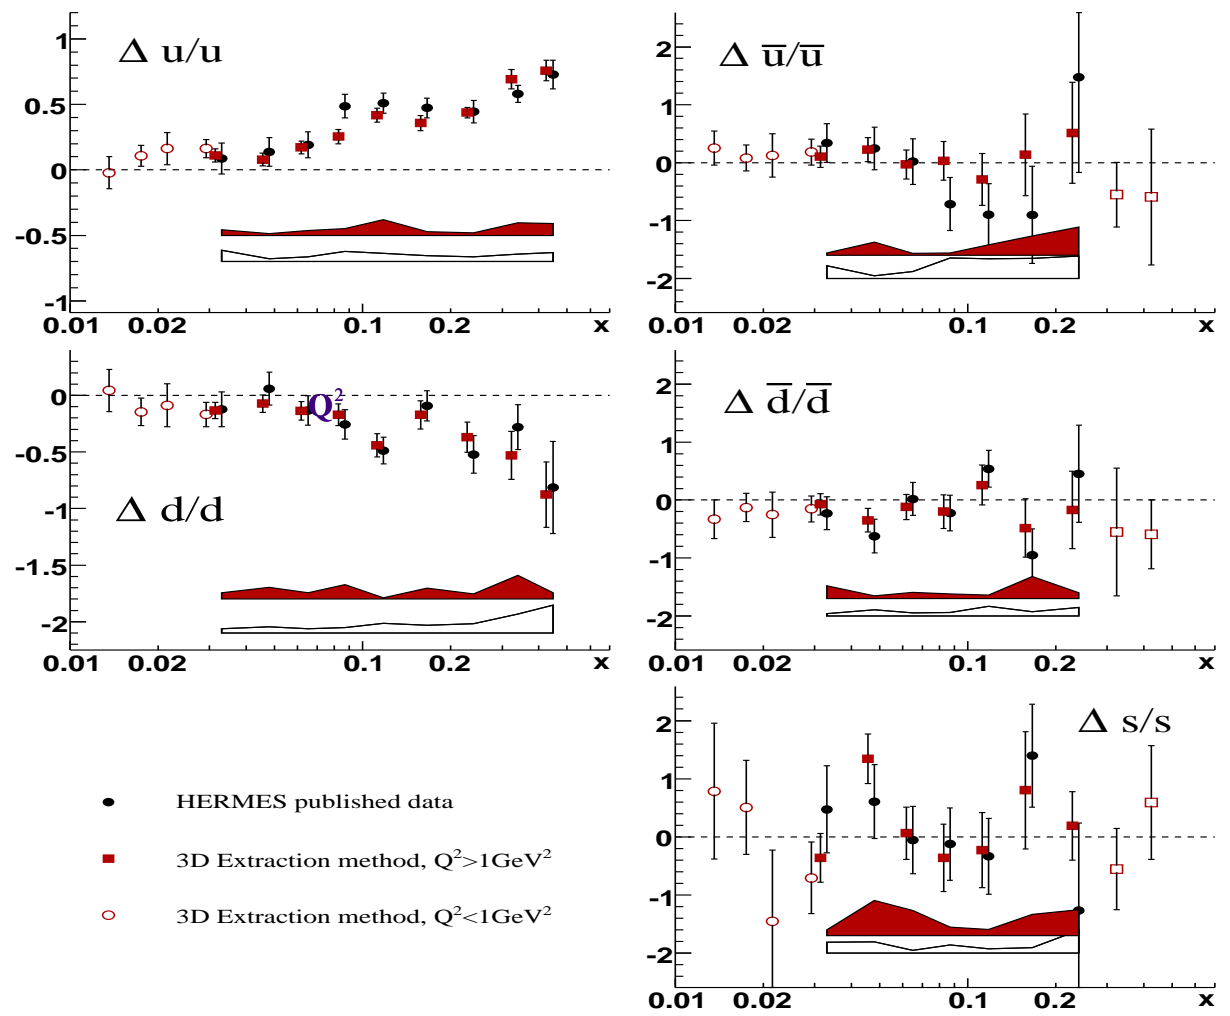 Δ u/u
1
0.5
0
-0.5
-1
0.01 0.02 0.1 0.2 x
Δ u̅/u̅
2
1
0
-1
-2
0.01 0.02 0.1 0.2 x
0
-0.5
-1
-1.5
-2
Q²
Δ d/d
0.01 0.02 0.1 0.2 x
Δ d̅/d̅
2
1
0
-1
-2
0.01 0.02 0.1 0.2 x
Δ s/s
2
1
0
-1
-2
0.01 0.02 0.1 0.2 x
HERMES published data
3D Extraction method, Q²>1GeV²
3D Extraction method, Q²<1GeV²